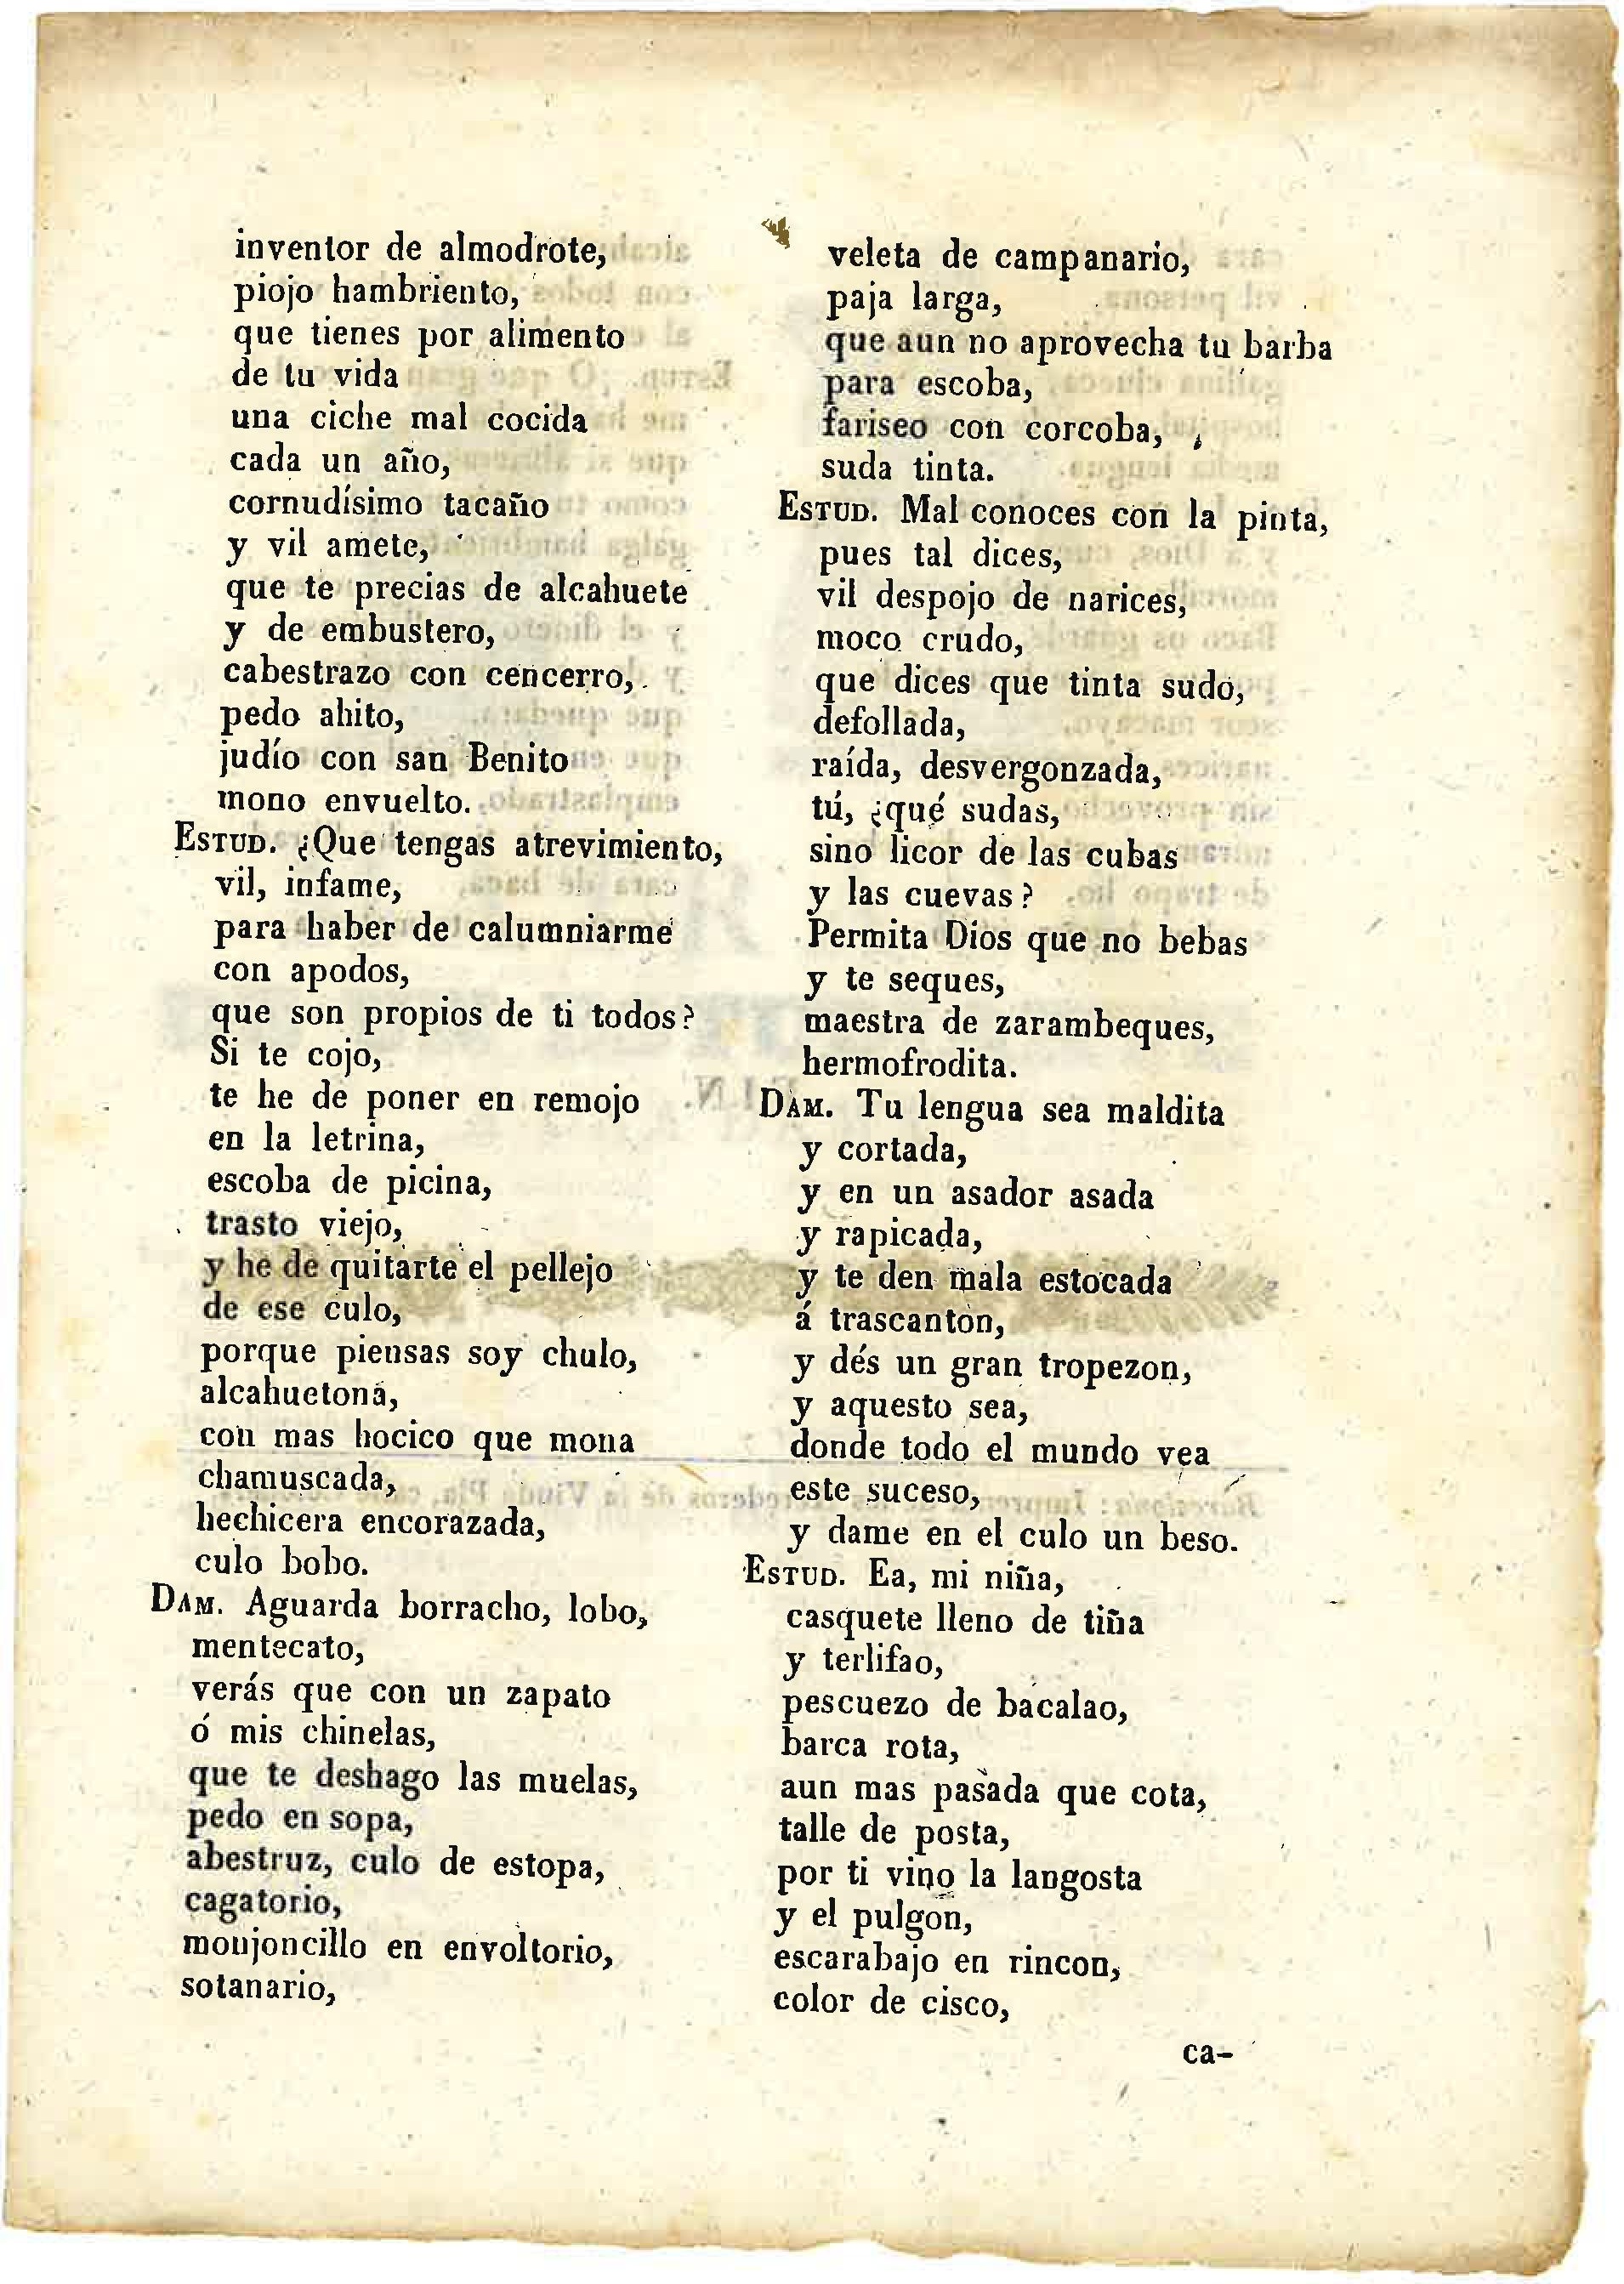 inventor de almodrote,
piojo hambriento,
que tienes por alimento
de tu vida
una ciche mal cocida
cada un año,
cornudísimo tacaño
y vil amete,
que te precias de alcahuete
y de embustero,
cabestrazo con cencerro,
pedo ahito,
judío con san Benito
mono envuelto.
ESTUD. ¿Que tengas atrevimiento,
vil, infame,
para haber de calumniarme
con apodos,
que son propios de ti todos?
Si te cojo,
te he de poner en remojo
en la letrina,
escoba de picina,
trasto viejo,
y he de quitarte el pellejo
de ese culo,
porque piensas soy chulo,
alcahuetona,
con mas hocico que mona
chamuscada,
hechicera encorazada,
culo bobo.
DAM. Aguarda borracho, lobo,
mentecato,
verás que con un zapato
ó mis chinelas,
que te deshago las muelas,
pedo en sopa,
abestruz, culo de estopa,
cagatorio,
monjoncillo en envoltorio,
sotanario,
veleta de campanario,
paja larga,
que aun no aprovecha tu barba
para escoba,
fariseo con corcoba,
suda tinta.
ESTUD. Mal conoces con la pinta,
pues tal dices,
vil despojo de narices,
moco crudo,
que dices que tinta sudo,
defollada,
raída, desvergonzada,
tú, ¿qué sudas,
sino licor de las cubas
y las cuevas?
Permita Dios que no bebas
y te seques,
maestra de zarambeques,
hermofrodita.
DAM. Tu lengua sea maldita
y cortada,
y en un asador asada
y rapicada,
y te den mala estocada
á trascanton,
y dés un gran tropezon,
y aquesto sea,
donde todo el mundo vea
este suceso,
y dame en el culo un beso.
ESTUD. Ea, mi niña,
casquete lleno de tiña
y terlifao,
pescuezo de bacalao,
barca rota,
aun mas pasada que cota,
talle de posta,
por ti vino la langosta
y el pulgon,
escarabajo en rincon,
color de cisco,
ca-